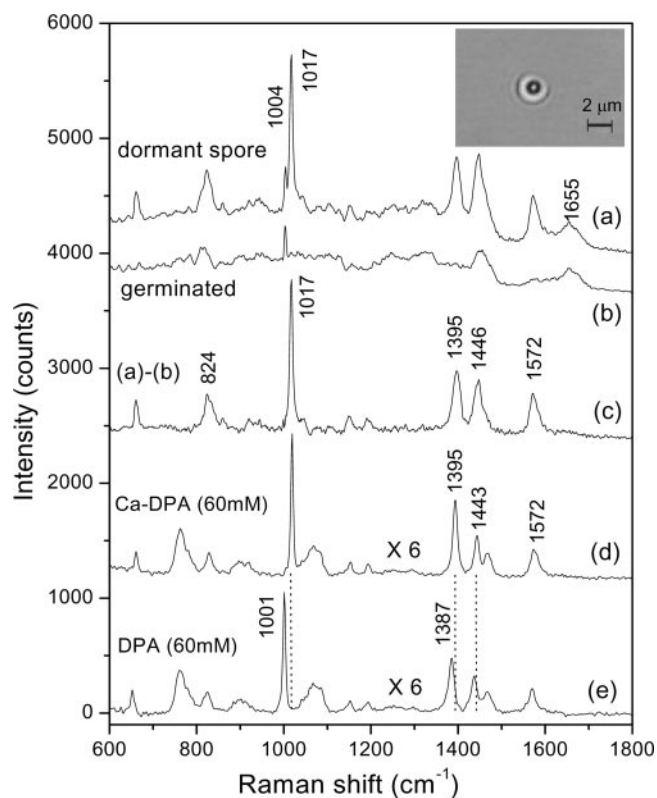 6000
5000
4000
3000
2000
1000
0
Intensity (counts)
1004
1017
2 μm
dormant spore
1655
(a)
germinated
(b)
1017
(a)-(b)
824
1395
1446
1572
(c)
Ca-DPA (60mM)
X 6
1395
1443
1572
(d)
1001
DPA (60mM)
X 6
1387
(e)
600
800
1000
1200
1400
1600
1800
Raman shift (cm⁻¹)